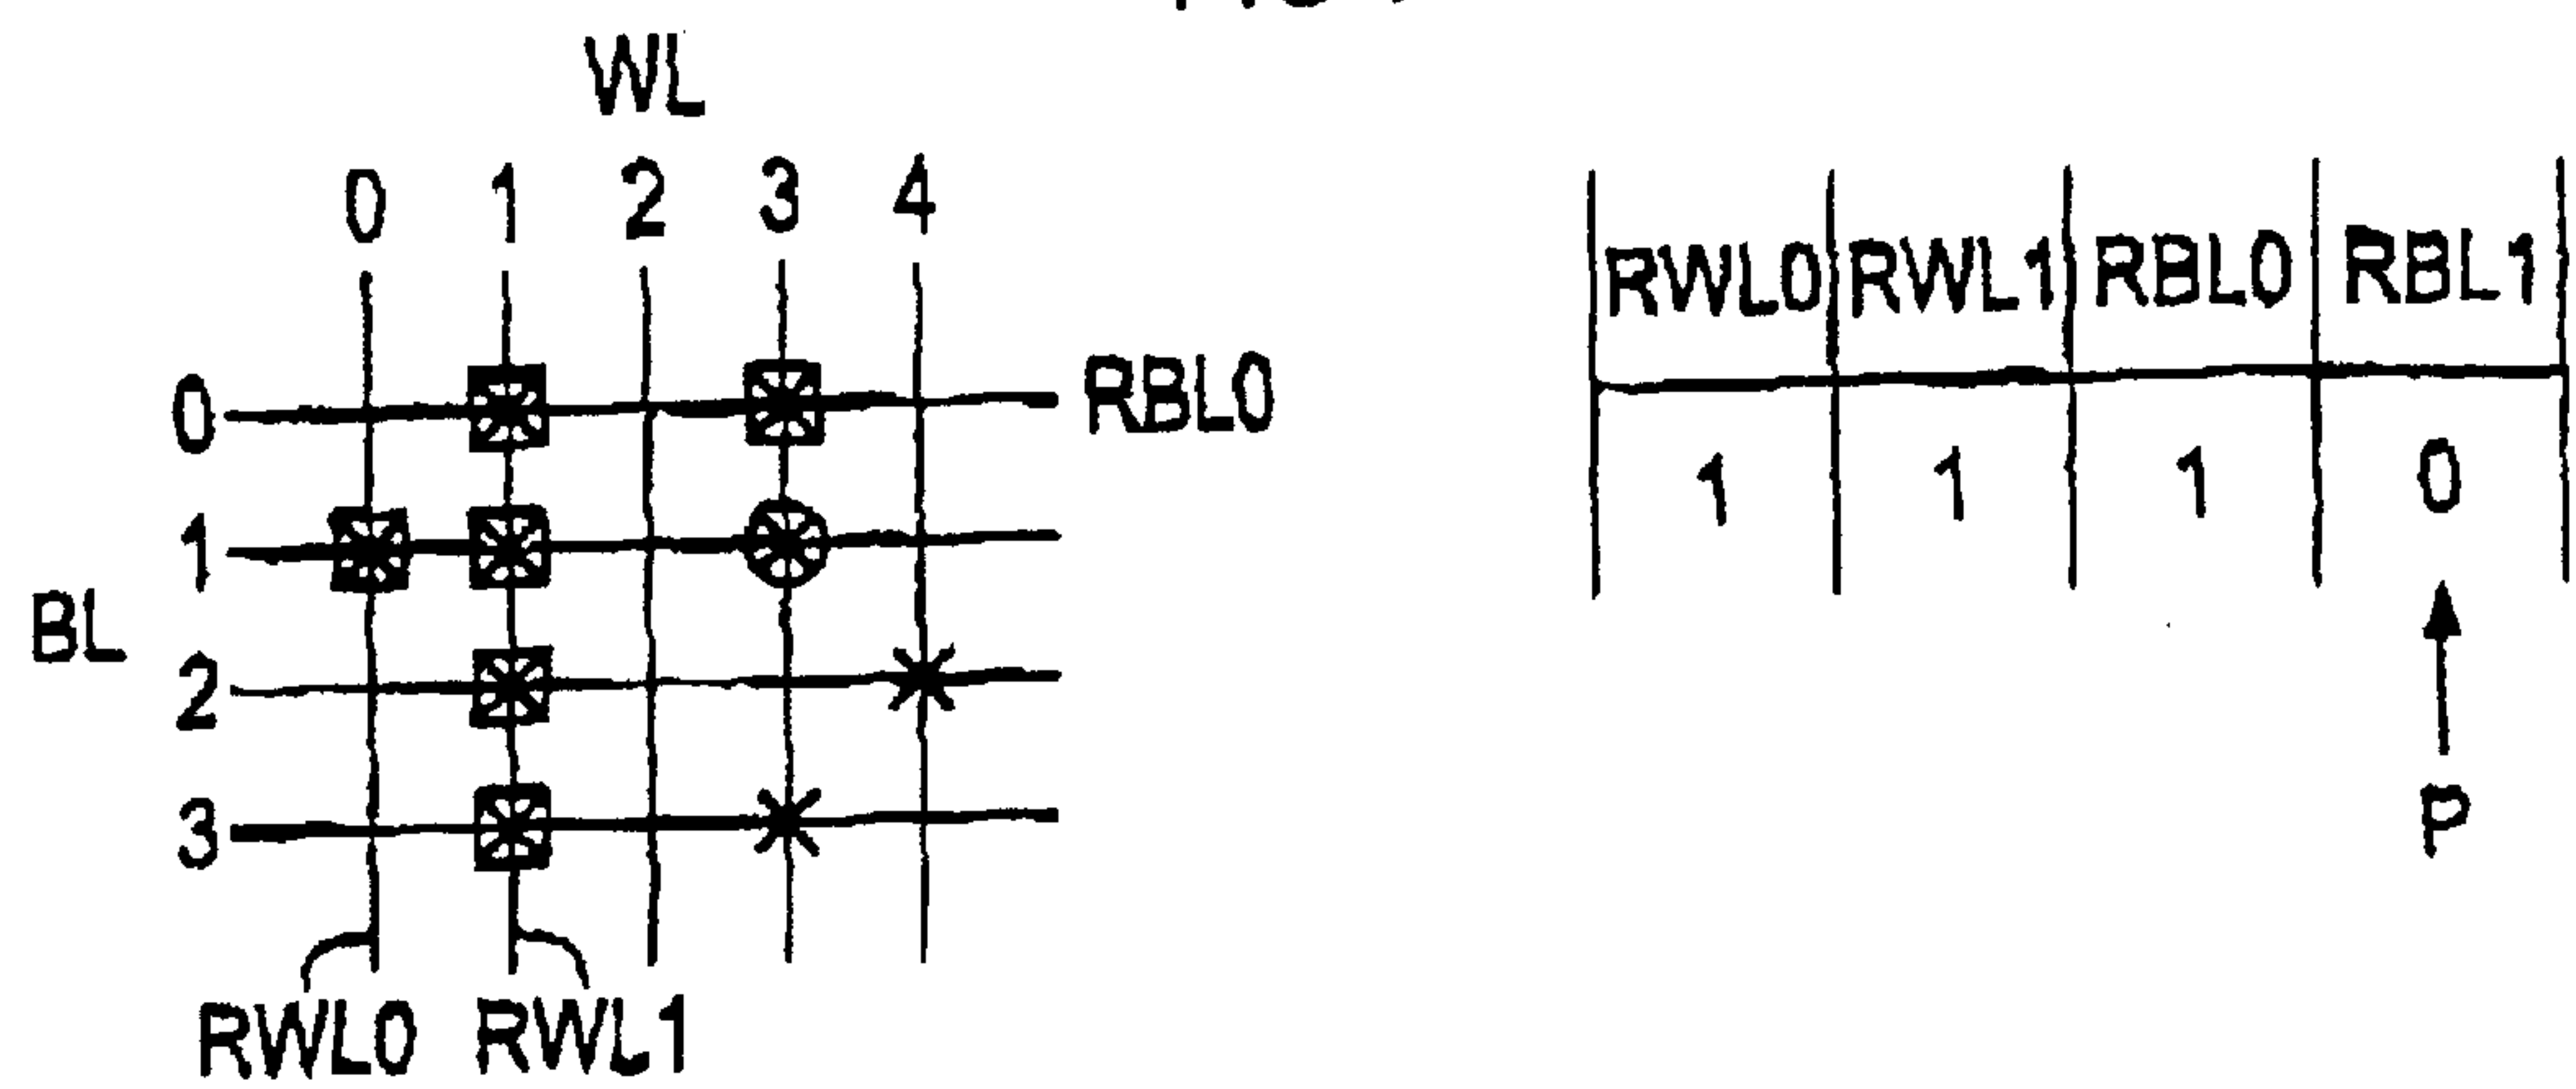 WL
0 1 2 3 4
0 RBL0
1
BL
2
3
RWL0 RWL1
RWL0 RWL1 RBL0 RBL1
1 1 1 0
P